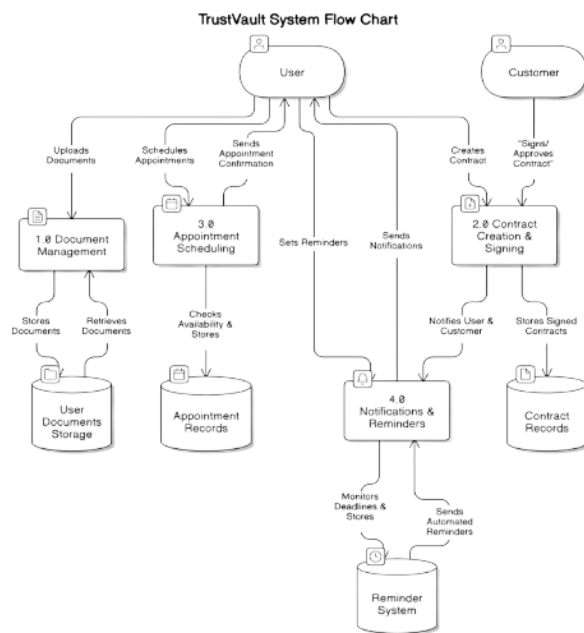 TrustVault System Flow Chart
User
Customer
Uploads
Documents
Schedules
Appointments
Sends
Appointment
Confirmation
Creates
Contract
"Signs/
Approves
Contract"
1.0 Document
Management
3.0
Appointment
Scheduling
Sets Reminders
Sends
Notifications
2.0 Contract
Creation &
Signing
Stores
Documents
Retrieves
Documents
Checks
Availability &
Stores
Notifies User &
Customer
Stores Signed
Contracts
User
Documents
Storage
Appointment
Records
4.0
Notifications &
Reminders
Contract
Records
Monitors
Deadlines &
Stores
Sends
Automated
Reminders
Reminder
System